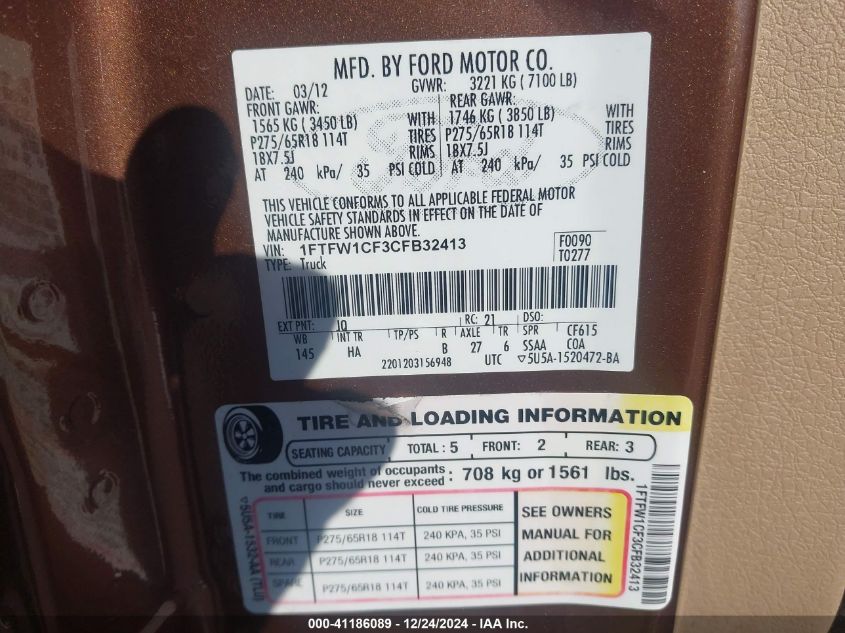 MFD. BY FORD MOTOR CO.
DATE: 03/12 GVWR: 3221 KG ( 7100 LB)
FRONT GAWR: REAR GAWR:
1565 KG ( 3450 LB) WITH 1746 KG ( 3850 LB) WITH
P275/65R18 114T TIRES P275/65R18 114T TIRES
18X7.5J RIMS 18X7.5J RIMS
AT 240 kPa/ 35 PSI COLD AT 240 kPa/ 35 PSI COLD
THIS VEHICLE CONFORMS TO ALL APPLICABLE FEDERAL MOTOR
VEHICLE SAFETY STANDARDS IN EFFECT ON THE DATE OF
MANUFACTURE SHOWN ABOVE.
VIN: 1FTFW1CF3CFB32413 F0090
TYPE: Truck T0277
EXT PNT: JQ RC: 21 DSO:
WB INT TR TP/PS R AXLE TR SPR CF615
145 HA B 27 6 SSAA COA
2201203156948 UTC ▽5U5A-1520472-BA
TIRE AND LOADING INFORMATION
SEATING CAPACITY TOTAL : 5 FRONT: 2 REAR: 3
The combined weight of occupants and cargo should never exceed : 708 kg or 1561 lbs.
TIRE SIZE COLD TIRE PRESSURE
FRONT P275/65R18 114T 240 KPA, 35 PSI
REAR P275/65R18 114T 240 KPA, 35 PSI
SPARE P275/65R18 114T 240 KPA, 35 PSI
SEE OWNERS
MANUAL FOR
ADDITIONAL
INFORMATION
▽5U5A-1532-AA (TLU)
1FTFW1CF3CFB32413
000-41186089 - 12/24/2024 - IAA Inc.